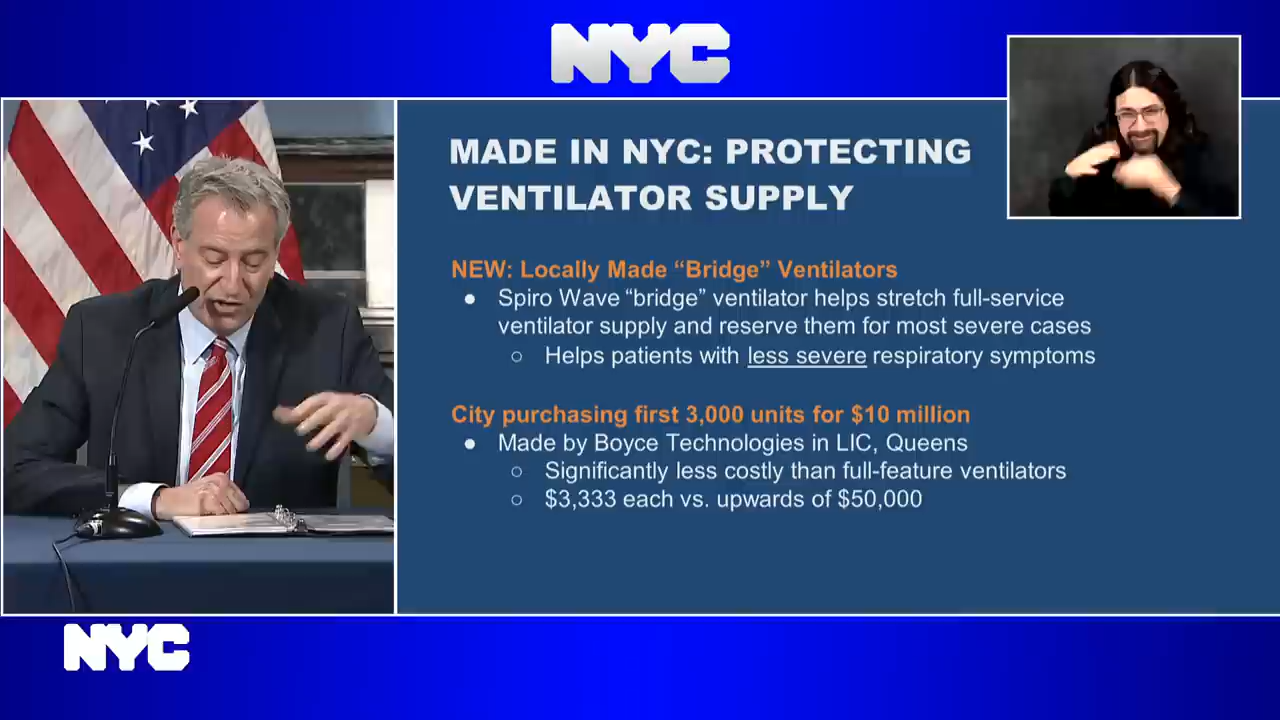 NYC
MADE IN NYC: PROTECTING
VENTILATOR SUPPLY
NEW: Locally Made “Bridge” Ventilators
● Spiro Wave “bridge” ventilator helps stretch full-service
ventilator supply and reserve them for most severe cases
○ Helps patients with less severe respiratory symptoms
City purchasing first 3,000 units for $10 million
● Made by Boyce Technologies in LIC, Queens
○ Significantly less costly than full-feature ventilators
○ $3,333 each vs. upwards of $50,000
NYC